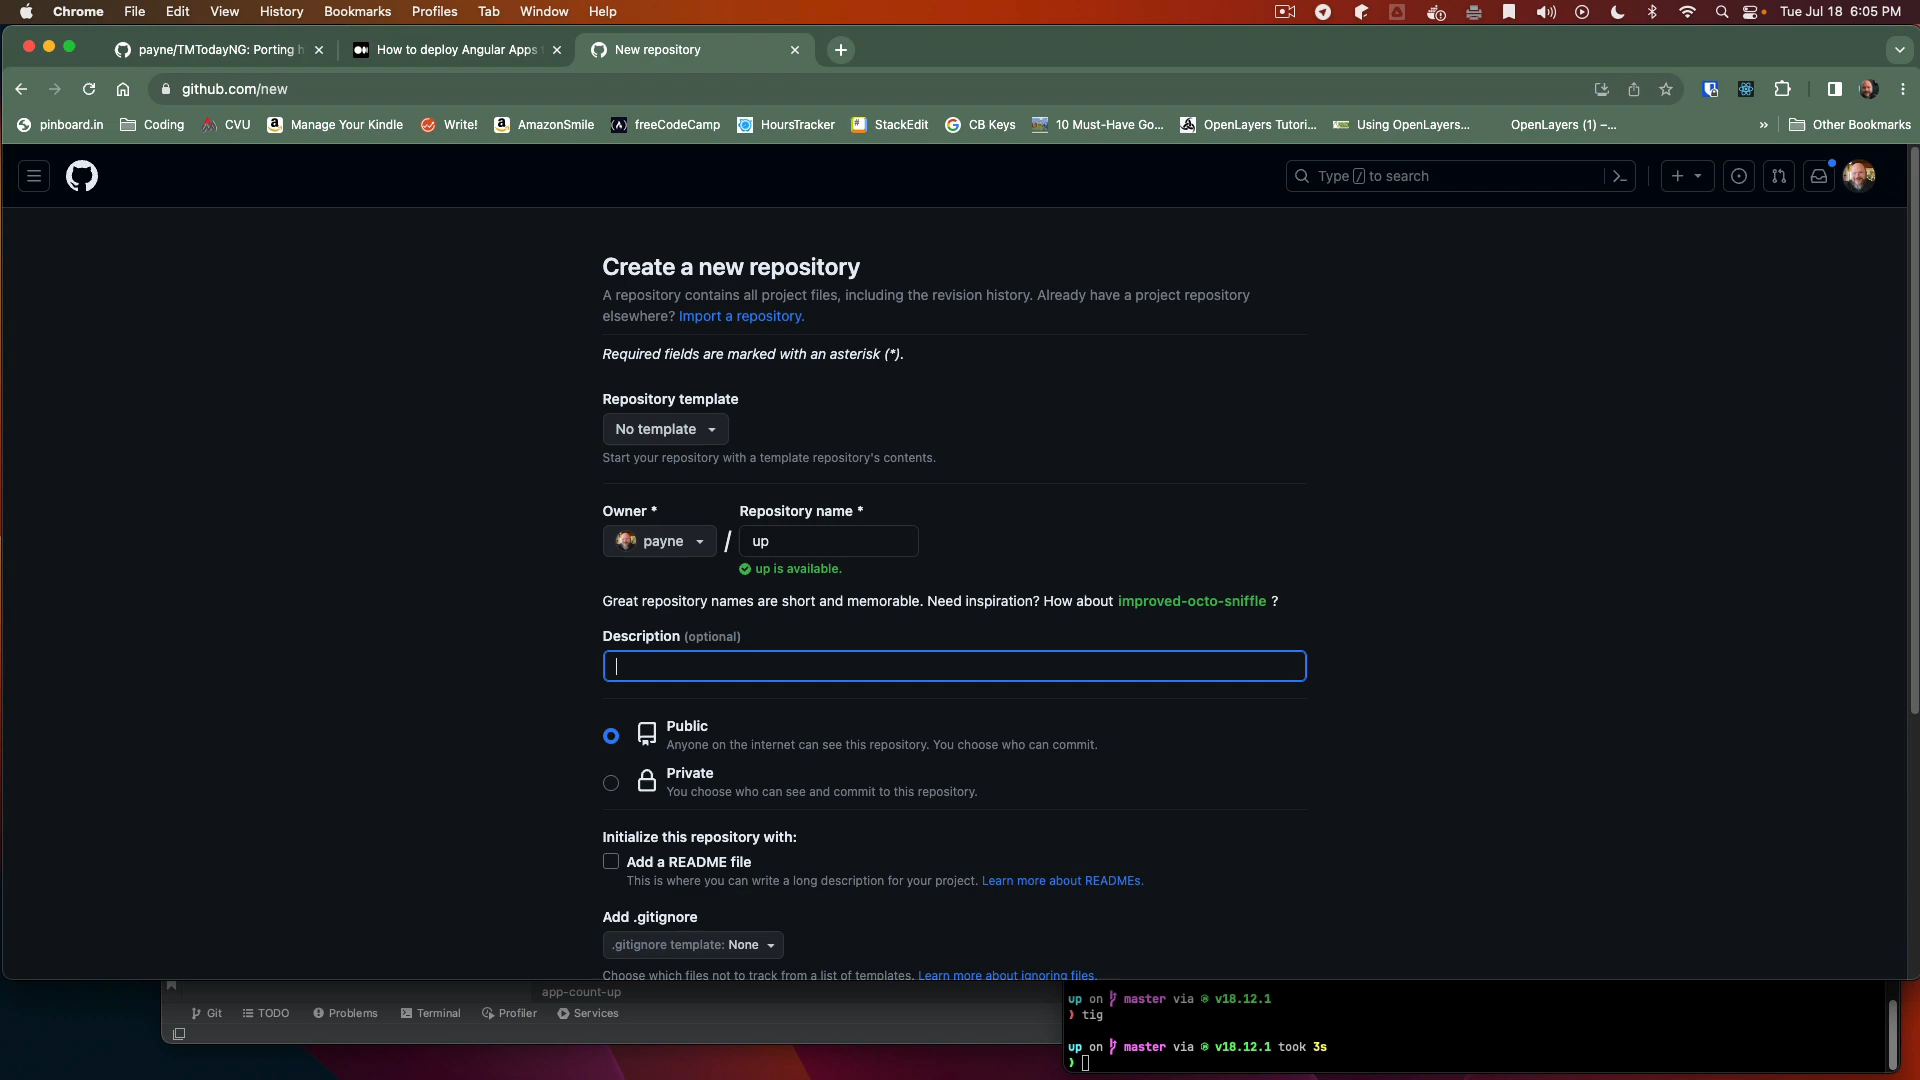 Chrome File Edit View History Bookmarks Profiles Tab Window Help Tue Jul 18 6:05 PM
payne/TMTodayNG: Porting h How to deploy Angular Apps New repository
github.com/new
pinboard.in Coding CVU Manage Your Kindle Write! AmazonSmile freeCodeCamp HoursTracker StackEdit CB Keys 10 Must-Have Go... OpenLayers Tutori... Using OpenLayers... OpenLayers (1) –... » Other Bookmarks
Type / to search
Create a new repository
A repository contains all project files, including the revision history. Already have a project repository
elsewhere? Import a repository.
Required fields are marked with an asterisk (*).
Repository template
No template
Start your repository with a template repository's contents.
Owner * Repository name *
payne / up
up is available.
Great repository names are short and memorable. Need inspiration? How about improved-octo-sniffle ?
Description (optional)
Public
Anyone on the internet can see this repository. You choose who can commit.
Private
You choose who can see and commit to this repository.
Initialize this repository with:
Add a README file
This is where you can write a long description for your project. Learn more about READMEs.
Add .gitignore
.gitignore template: None
Choose which files not to track from a list of templates. Learn more about ignoring files.
app-count-up
Git TODO Problems Terminal Profiler Services
up on master via v18.12.1
❯ tig
up on master via v18.12.1 took 3s
❯